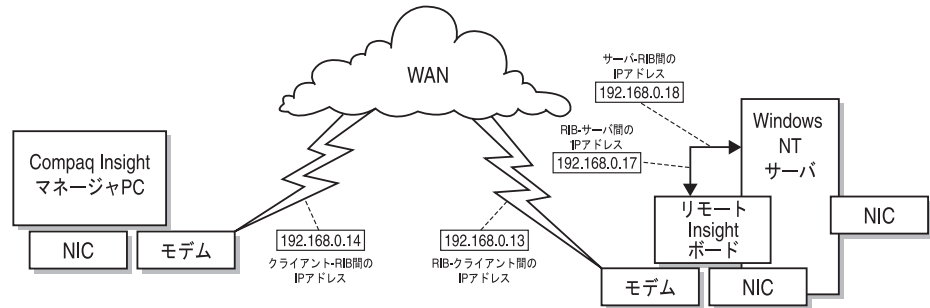 WAN
サーバ-RIB間の
IPアドレス
192.168.0.18
RIB-サーバ間の
IPアドレス
192.168.0.17
Windows
NT
サーバ
Compaq Insight
マネージャPC
NIC
モデム
192.168.0.14
クライアント-RIB間の
IPアドレス
192.168.0.13
RIB-クライアント間の
IPアドレス
リモート
Insight
ボード
NIC
モデム
NIC